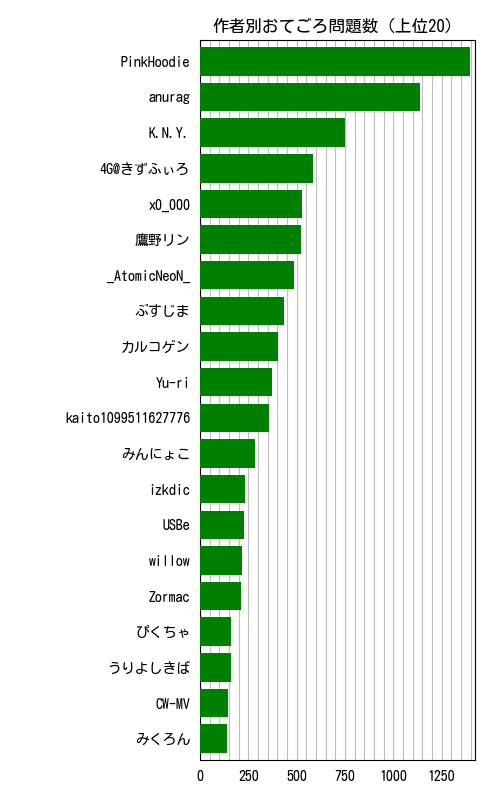 作者別おてごろ問題数 (上位20)
PinkHoodie
anurag
K.N.Y.
4G@きずふぃろ
x0_000
鷹野リン
_AtomicNeoN_
ぶすじま
カルコゲン
Yu-ri
kaito1099511627776
みんにょこ
izkdic
USBe
willow
Zormac
ぴくちゃ
うりよしきば
CW-MV
みくろん
0 250 500 750 1000 1250